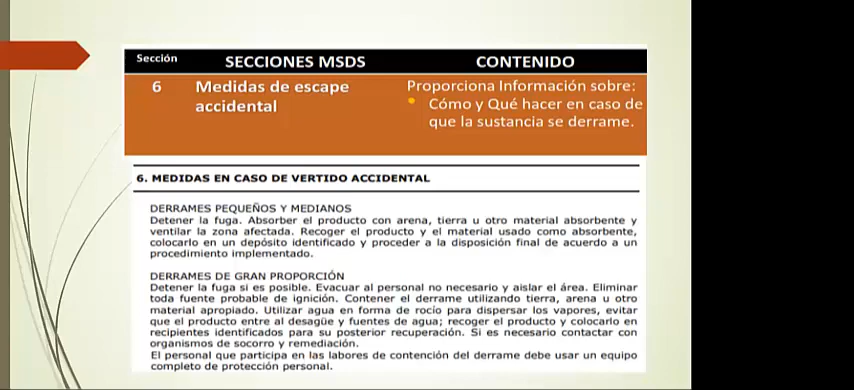 Sección SECCIONES MSDS CONTENIDO
6 Medidas de escape accidental
Proporciona Información sobre:
• Cómo y Qué hacer en caso de
que la sustancia se derrame.
6. MEDIDAS EN CASO DE VERTIDO ACCIDENTAL
DERRAMES PEQUEÑOS Y MEDIANOS
Detener la fuga. Absorber el producto con arena, tierra u otro material absorbente y
ventilar la zona afectada. Recoger el producto y el material usado como absorbente,
colocarlo en un depósito identificado y proceder a la disposición final de acuerdo a un
procedimiento implementado.
DERRAMES DE GRAN PROPORCIÓN
Detener la fuga si es posible. Evacuar al personal no necesario y aislar el área. Eliminar
toda fuente probable de ignición. Contener el derrame utilizando tierra, arena u otro
material apropiado. Utilizar agua en forma de rocío para dispersar los vapores, evitar
que el producto entre al desagüe y fuentes de agua; recoger el producto y colocarlo en
recipientes identificados para su posterior recuperación. Si es necesario contactar con
organismos de socorro y remediación.
El personal que participa en las labores de contención del derrame debe usar un equipo
completo de protección personal.